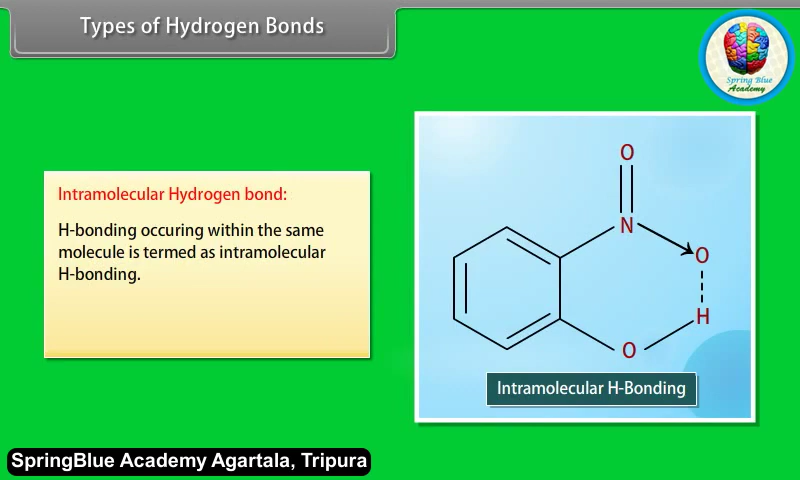 Types of Hydrogen Bonds
Spring Blue
Academy
Intramolecular Hydrogen bond:
H-bonding occuring within the same
molecule is termed as intramolecular
H-bonding.
O
N
O
H
O
Intramolecular H-Bonding
SpringBlue Academy Agartala, Tripura